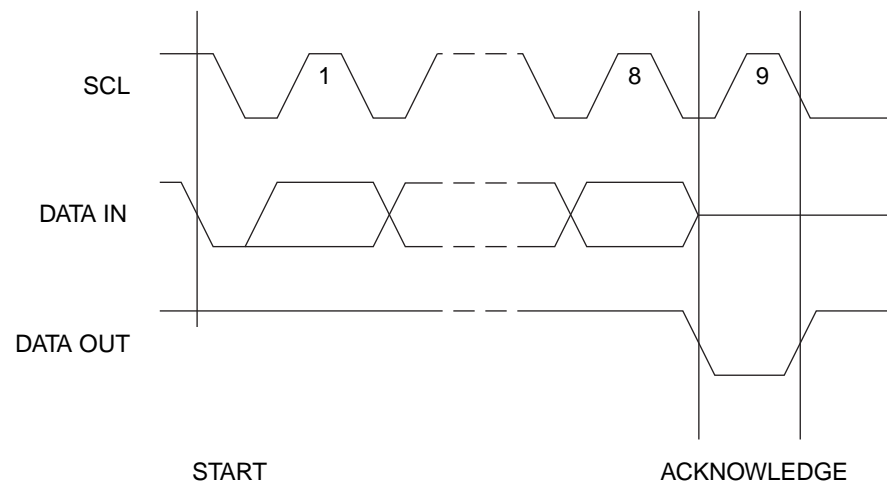 SCL
1
8
9
DATA IN
DATA OUT
START
ACKNOWLEDGE